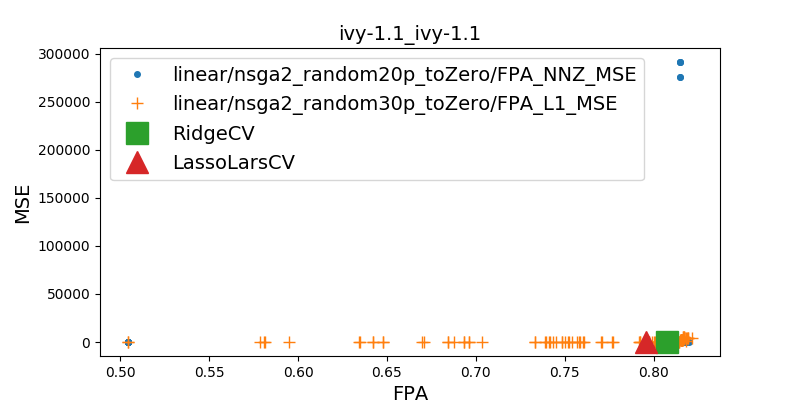 ivy-1.1_ivy-1.1
300000
250000
200000
150000
100000
50000
0
MSE
linear/nsga2_random20p_toZero/FPA_NNZ_MSE
linear/nsga2_random30p_toZero/FPA_L1_MSE
RidgeCV
LassoLarsCV
0.50 0.55 0.60 0.65 0.70 0.75 0.80
FPA